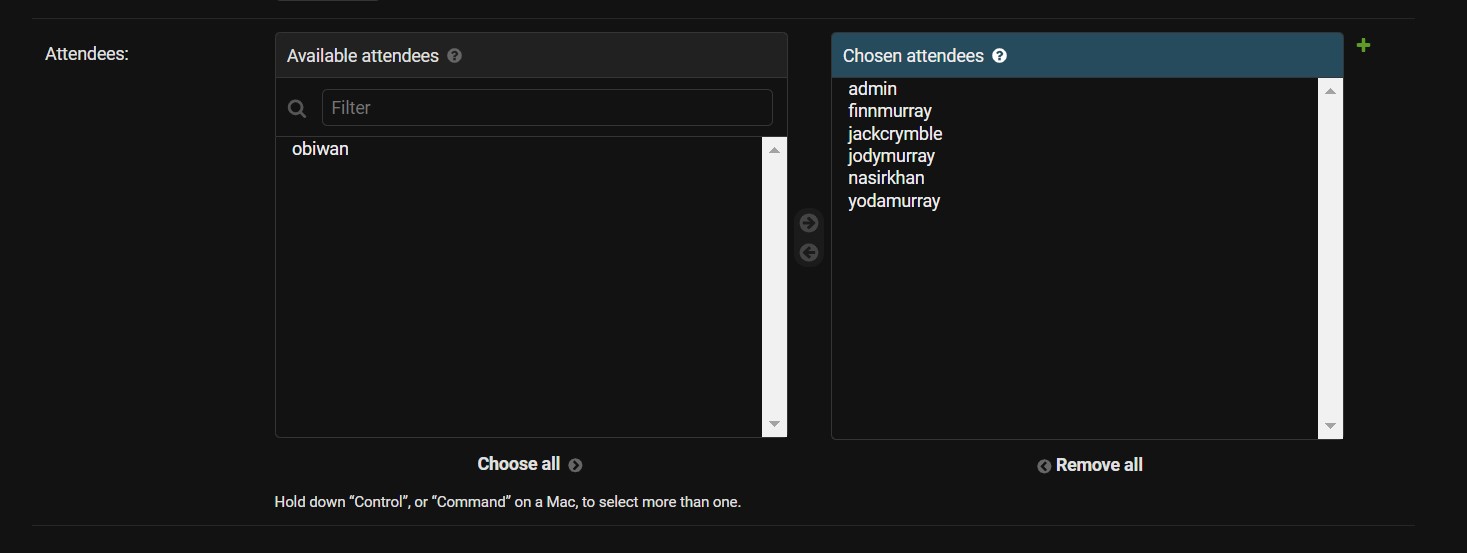 Attendees:
Available attendees ?
Filter
obiwan
Choose all
Hold down “Control”, or “Command” on a Mac, to select more than one.
Chosen attendees ?
admin
finnmurray
jackcrymble
jodymurray
nasirkhan
yodamurray
Remove all